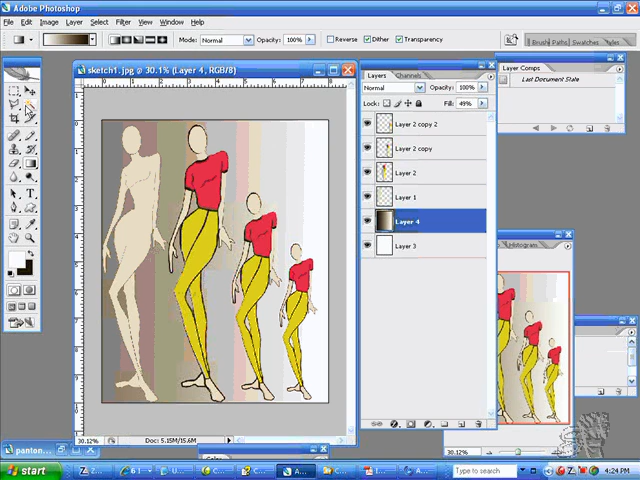 Adobe Photoshop
File Edit Image Layer Select Filter View Window Help
Mode: Normal Opacity: 100% Reverse Dither Transparency
Brush Paths Swatches
sketch1.jpg @ 30.1% (Layer 4, RGB/8)
Layers Channels
Normal Opacity: 100%
Lock: Fill: 49%
Layer 2 copy 2
Layer 2 copy
Layer 2
Layer 1
Layer 4
Layer 3
Layer Comps
Last Document State
Histogram
30.12% Doc: 5.15M/15.6M
30.12%
panton
Color
start
Type to search
Desktop
4:24 PM